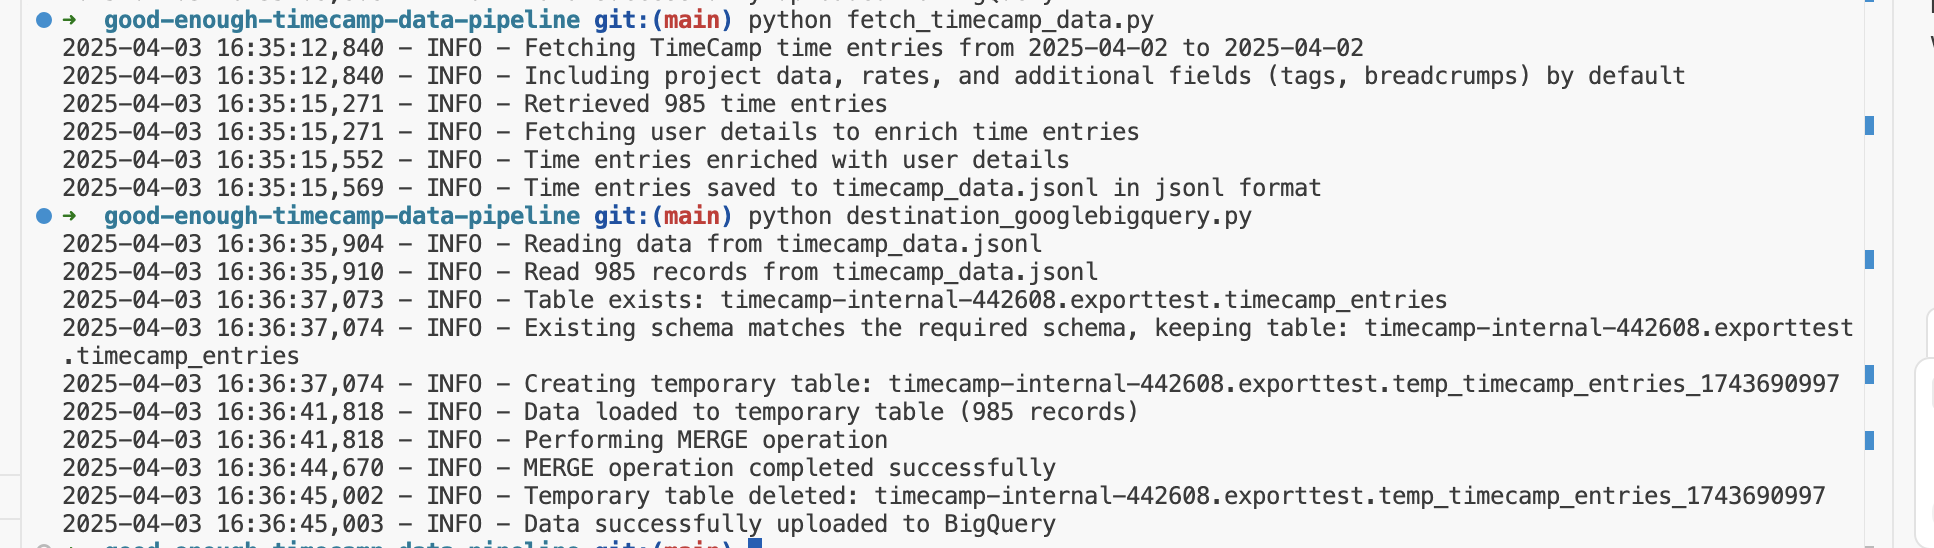 ➜ good-enough-timecamp-data-pipeline git:(main) python fetch_timecamp_data.py
2025-04-03 16:35:12,840 - INFO - Fetching TimeCamp time entries from 2025-04-02 to 2025-04-02
2025-04-03 16:35:12,840 - INFO - Including project data, rates, and additional fields (tags, breadcrumps) by default
2025-04-03 16:35:15,271 - INFO - Retrieved 985 time entries
2025-04-03 16:35:15,271 - INFO - Fetching user details to enrich time entries
2025-04-03 16:35:15,552 - INFO - Time entries enriched with user details
2025-04-03 16:35:15,569 - INFO - Time entries saved to timecamp_data.jsonl in jsonl format
➜ good-enough-timecamp-data-pipeline git:(main) python destination_googlebigquery.py
2025-04-03 16:36:35,904 - INFO - Reading data from timecamp_data.jsonl
2025-04-03 16:36:35,910 - INFO - Read 985 records from timecamp_data.jsonl
2025-04-03 16:36:37,073 - INFO - Table exists: timecamp-internal-442608.exporttest.timecamp_entries
2025-04-03 16:36:37,074 - INFO - Existing schema matches the required schema, keeping table: timecamp-internal-442608.exporttest
.timecamp_entries
2025-04-03 16:36:37,074 - INFO - Creating temporary table: timecamp-internal-442608.exporttest.temp_timecamp_entries_1743690997
2025-04-03 16:36:41,818 - INFO - Data loaded to temporary table (985 records)
2025-04-03 16:36:41,818 - INFO - Performing MERGE operation
2025-04-03 16:36:44,670 - INFO - MERGE operation completed successfully
2025-04-03 16:36:45,002 - INFO - Temporary table deleted: timecamp-internal-442608.exporttest.temp_timecamp_entries_1743690997
2025-04-03 16:36:45,003 - INFO - Data successfully uploaded to BigQuery
good-enough-timecamp-data-pipeline git:(main)